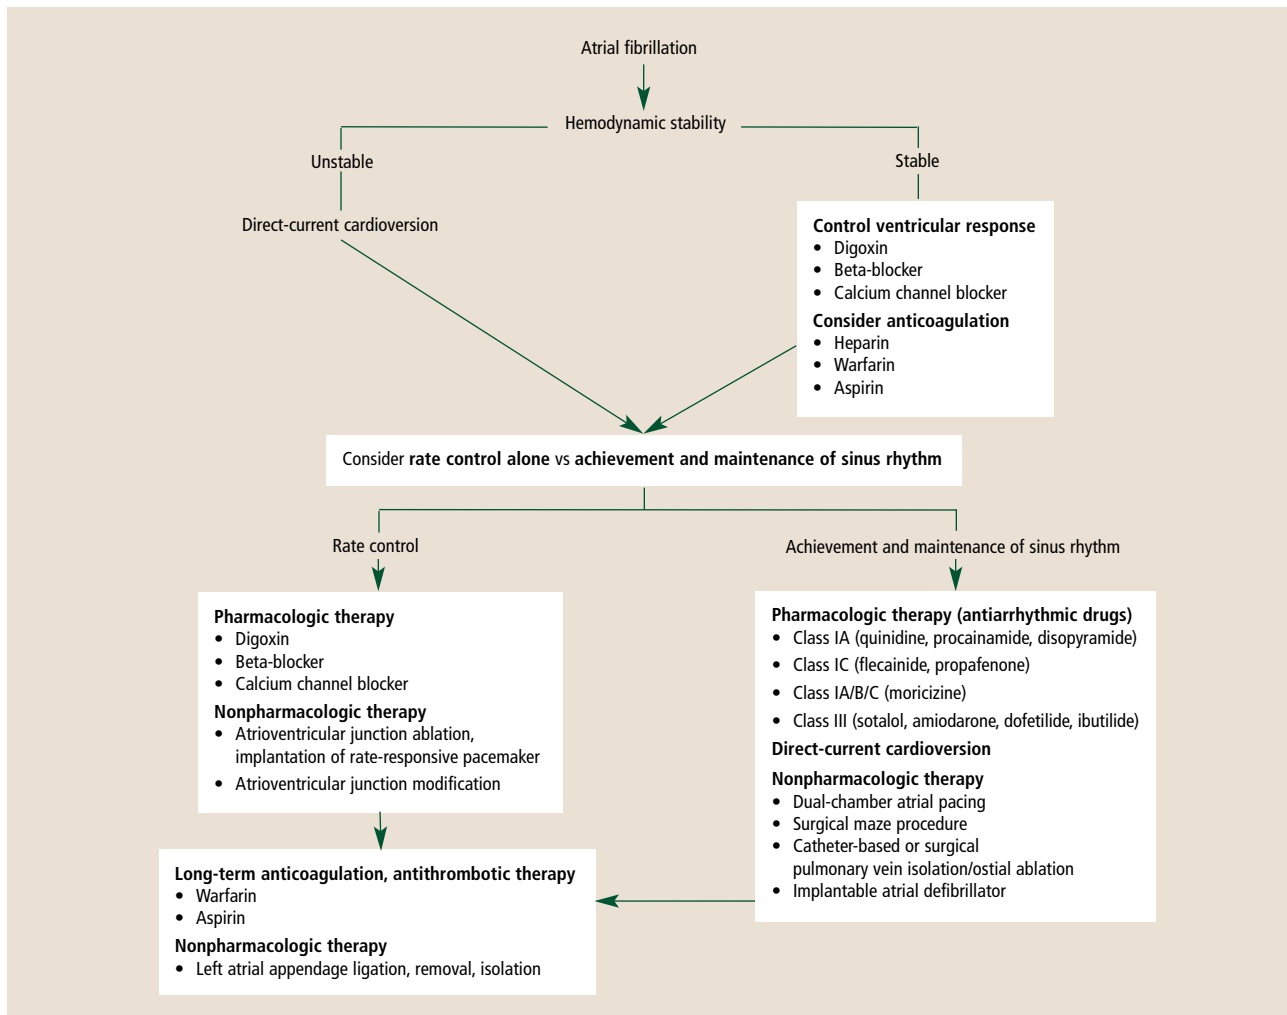 Atrial fibrillation
Hemodynamic stability
Unstable
Stable
Direct-current cardioversion
Control ventricular response
• Digoxin
• Beta-blocker
• Calcium channel blocker
Consider anticoagulation
• Heparin
• Warfarin
• Aspirin
Consider rate control alone vs achievement and maintenance of sinus rhythm
Rate control
Achievement and maintenance of sinus rhythm
Pharmacologic therapy
• Digoxin
• Beta-blocker
• Calcium channel blocker
Nonpharmacologic therapy
• Atrioventricular junction ablation,
implantation of rate-responsive pacemaker
• Atrioventricular junction modification
Pharmacologic therapy (antiarrhythmic drugs)
• Class IA (quinidine, procainamide, disopyramide)
• Class IC (flecainide, propafenone)
• Class IA/B/C (moricizine)
• Class III (sotalol, amiodarone, dofetilide, ibutilide)
Direct-current cardioversion
Nonpharmacologic therapy
• Dual-chamber atrial pacing
• Surgical maze procedure
• Catheter-based or surgical
pulmonary vein isolation/ostial ablation
• Implantable atrial defibrillator
Long-term anticoagulation, antithrombotic therapy
• Warfarin
• Aspirin
Nonpharmacologic therapy
• Left atrial appendage ligation, removal, isolation